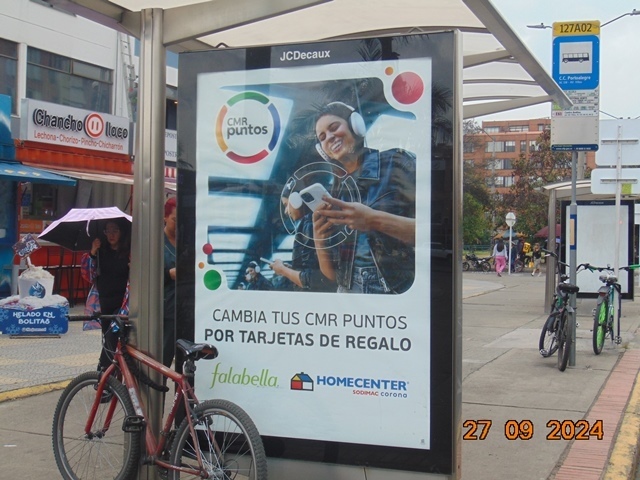 JCDecaux
127A02
C.C. Portoalegre
Chancho loco
Lechona-Chorizo-Pincho-Chicharrón
CMR
puntos
HELADO EN
BOLITAS
CAMBIA TUS CMR PUNTOS
POR TARJETAS DE REGALO
falabella.
HOMECENTER
SODIMAC corona
27 09 2024